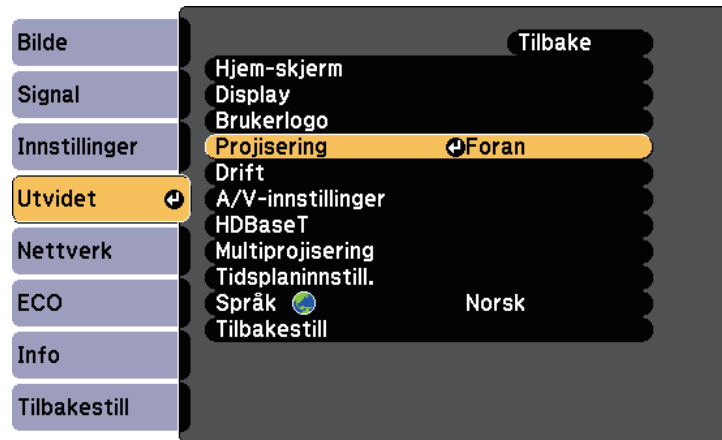 Bilde
Signal
Innstillinger
Utvidet
Nettverk
ECO
Info
Tilbakestill
Tilbake
Hjem-skjerm
Display
Brukerlogo
Projisering Foran
Drift
A/V-innstillinger
HDBaseT
Multiprojisering
Tidsplaninnstill.
Språk Norsk
Tilbakestill